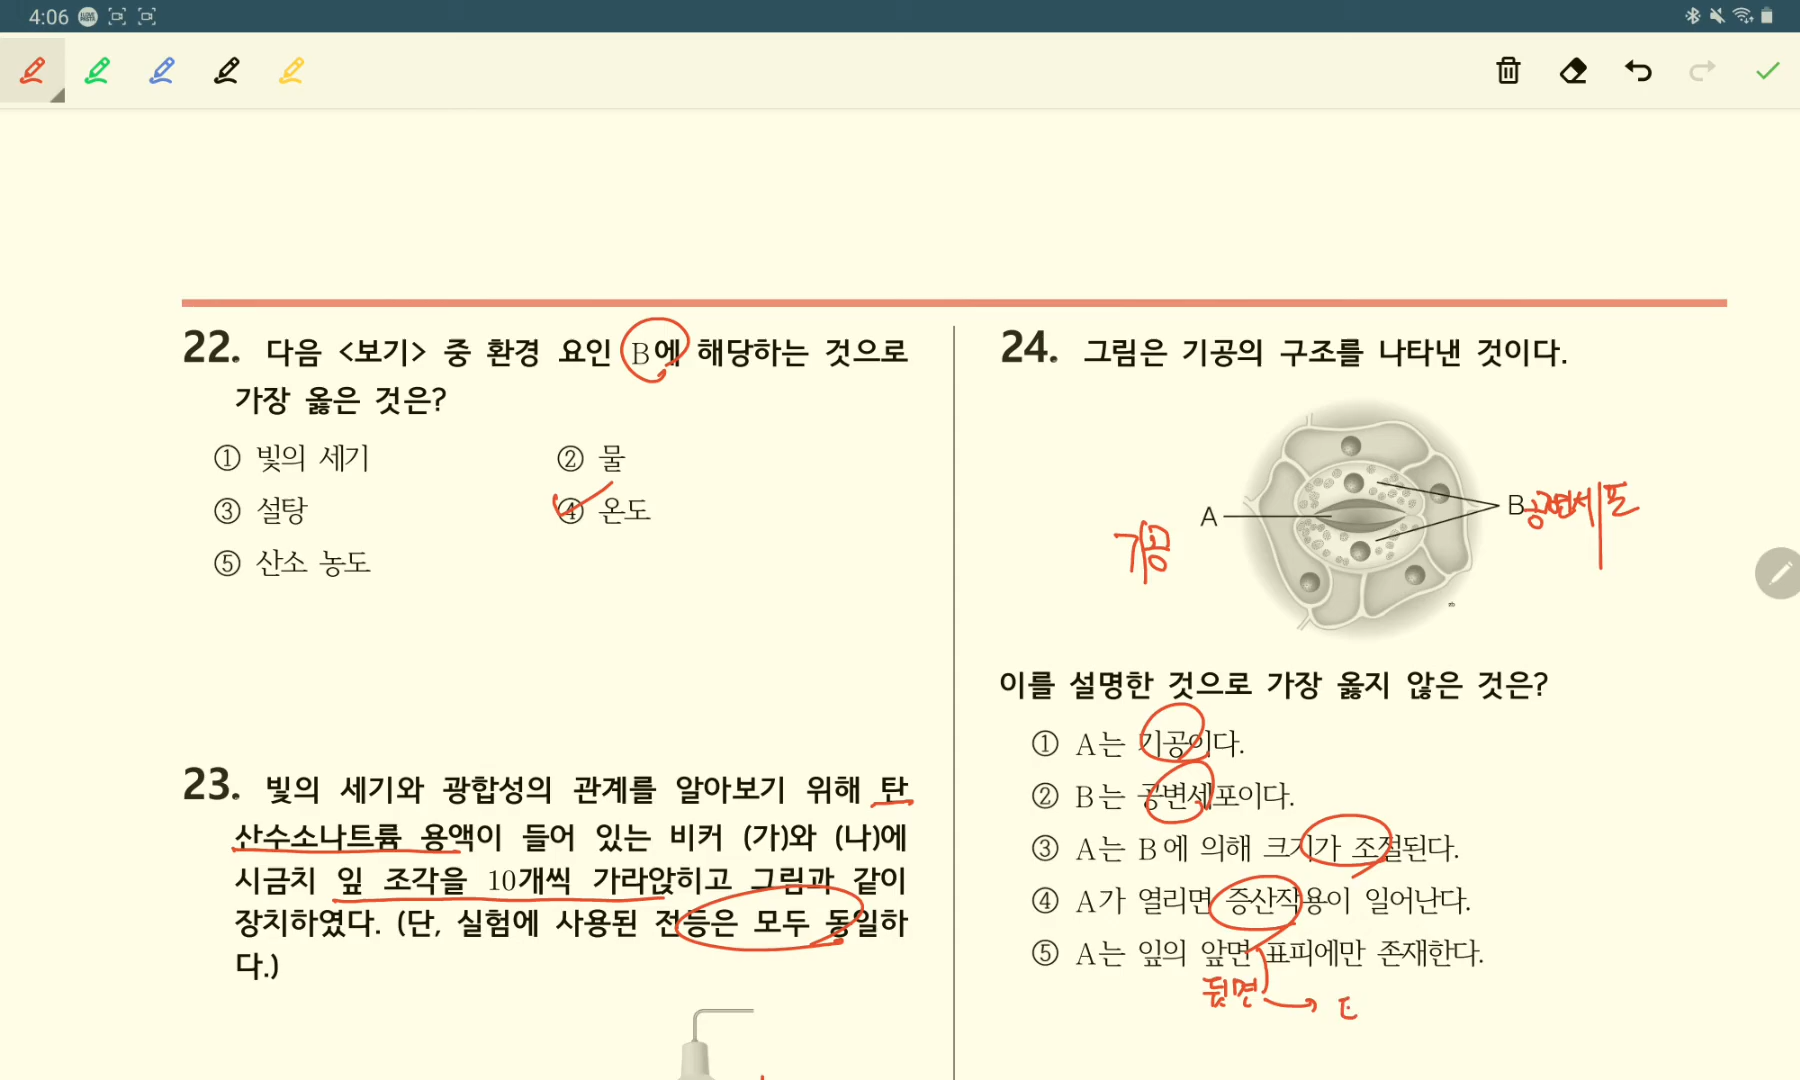 4:06
22. 다음 <보기> 중 환경 요인 B에 해당하는 것으로
가장 옳은 것은?
① 빛의 세기 ② 물
③ 설탕 ④ 온도
⑤ 산소 농도
23. 빛의 세기와 광합성의 관계를 알아보기 위해 탄
산수소나트륨 용액이 들어 있는 비커 (가)와 (나)에
시금치 잎 조각을 10개씩 가라앉히고 그림과 같이
장치하였다. (단, 실험에 사용된 전등은 모두 동일하
다.)
24. 그림은 기공의 구조를 나타낸 것이다.
A
기공
B
공변세포
이를 설명한 것으로 가장 옳지 않은 것은?
① A는 기공이다.
② B는 공변세포이다.
③ A는 B에 의해 크기가 조절된다.
④ A가 열리면 증산작용이 일어난다.
⑤ A는 잎의 앞면 표피에만 존재한다.
뒷면